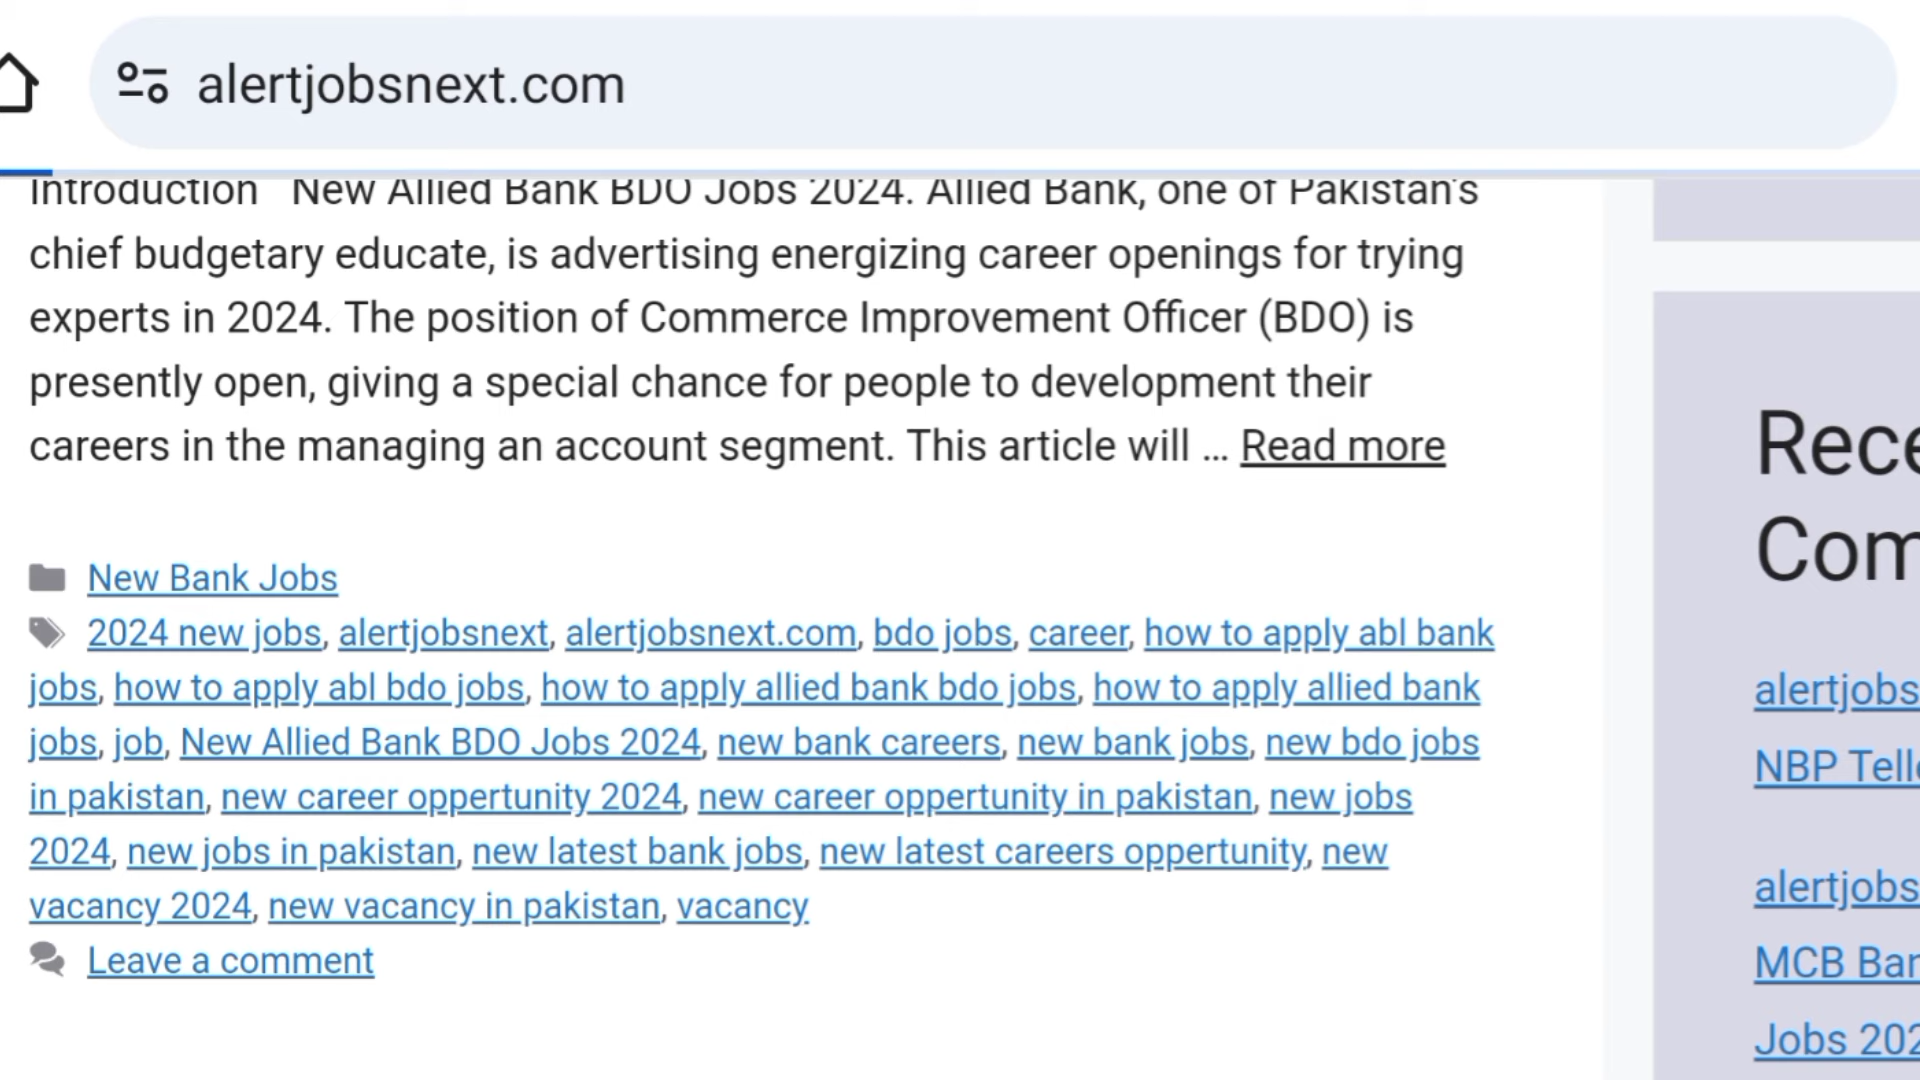 alertjobsnext.com
Introduction New Allied Bank BDO Jobs 2024. Allied Bank, one of Pakistan's
chief budgetary educate, is advertising energizing career openings for trying
experts in 2024. The position of Commerce Improvement Officer (BDO) is
presently open, giving a special chance for people to development their
careers in the managing an account segment. This article will ... Read more
New Bank Jobs
2024 new jobs, alertjobsnext, alertjobsnext.com, bdo jobs, career, how to apply abl bank
jobs, how to apply abl bdo jobs, how to apply allied bank bdo jobs, how to apply allied bank
jobs, job, New Allied Bank BDO Jobs 2024, new bank careers, new bank jobs, new bdo jobs
in pakistan, new career oppertunity 2024, new career oppertunity in pakistan, new jobs
2024, new jobs in pakistan, new latest bank jobs, new latest careers oppertunity, new
vacancy 2024, new vacancy in pakistan, vacancy
Leave a comment
Rece
Com
alertjobs
NBP Telle
alertjobs
MCB Ban
Jobs 202